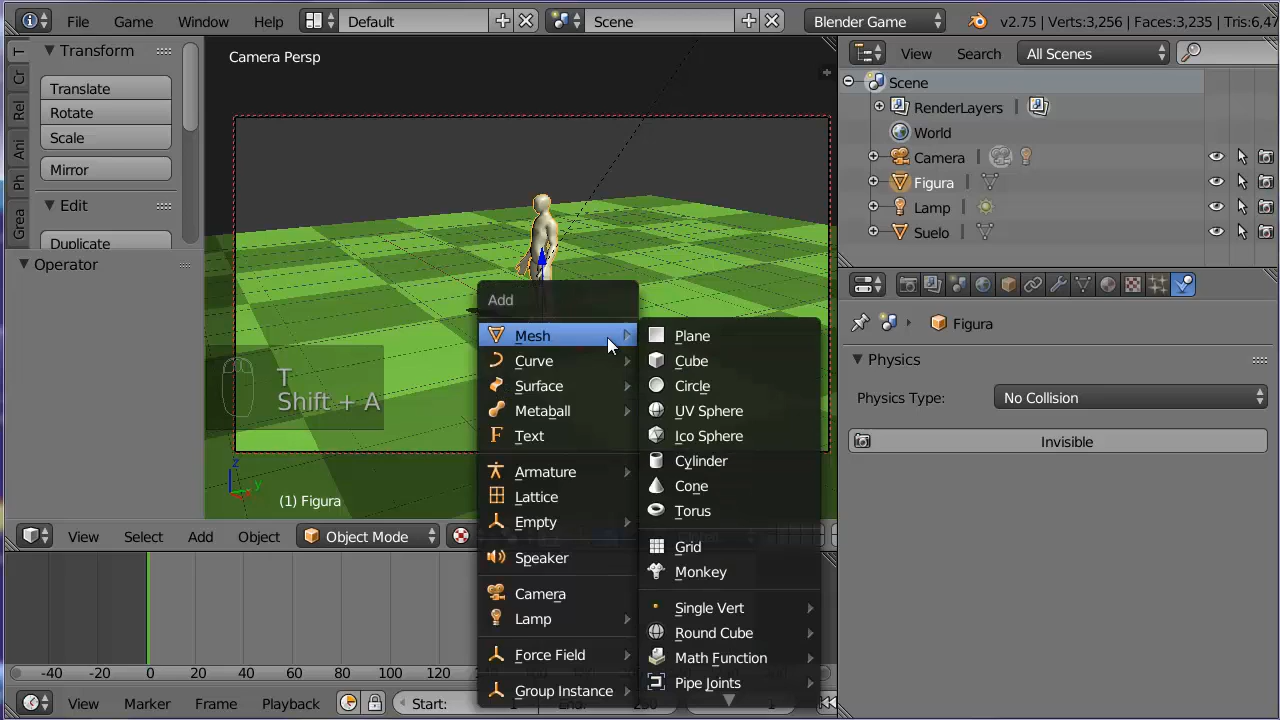 File Game Window Help Default Scene Blender Game v2.75 | Verts:3,256 | Faces:3,235 | Tris:6,47
T
Cr
Rel
Ani
Ph
Grea
Transform
Translate
Rotate
Scale
Mirror
Edit
Duplicate
Operator
Camera Persp
T
Shift + A
(1) Figura
z
y
Add
Mesh
Curve
Surface
Metaball
Text
Armature
Lattice
Empty
Speaker
Camera
Lamp
Force Field
Group Instance
Plane
Cube
Circle
UV Sphere
Ico Sphere
Cylinder
Cone
Torus
Grid
Monkey
Single Vert
Round Cube
Math Function
Pipe Joints
View Search All Scenes
Scene
RenderLayers
World
Camera
Figura
Lamp
Suelo
Figura
Physics
Physics Type: No Collision
Invisible
View Select Add Object Object Mode
-40 -20 0 20 40 60 80 100 120
View Marker Frame Playback Start: